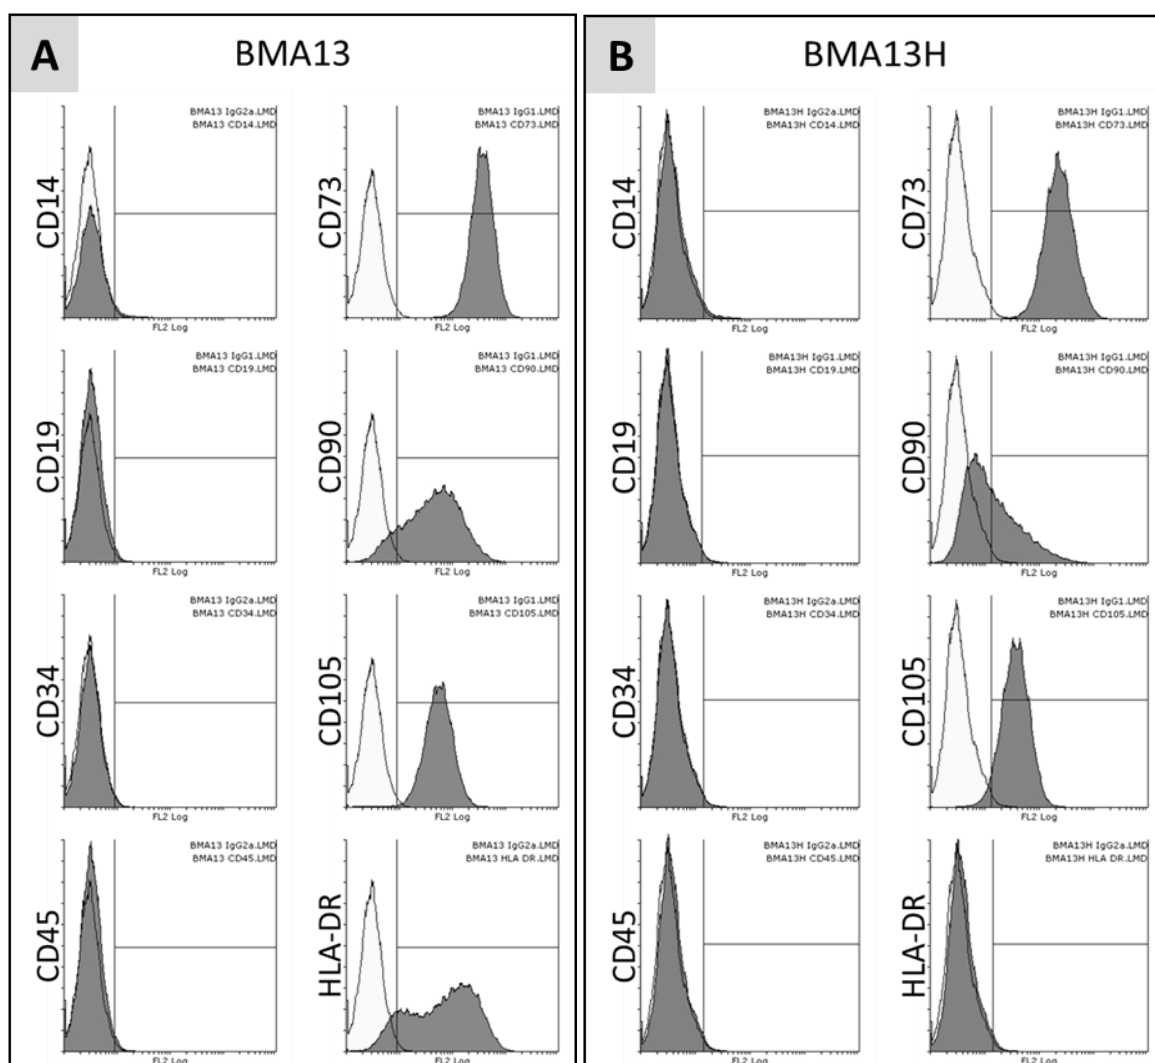 A
BMA13
BMA13 IgG2a.LMD
BMA13 CD14.LMD
CD14
FL2 Log
BMA13 IgG1.LMD
BMA13 CD73.LMD
CD73
FL2 Log
BMA13 IgG1.LMD
BMA13 CD19.LMD
CD19
FL2 Log
BMA13 IgG1.LMD
BMA13 CD90.LMD
CD90
FL2 Log
BMA13 IgG2a.LMD
BMA13 CD34.LMD
CD34
FL2 Log
BMA13 IgG1.LMD
BMA13 CD105.LMD
CD105
FL2 Log
BMA13 IgG2a.LMD
BMA13 CD45.LMD
CD45
FL2 Log
BMA13 IgG2a.LMD
BMA13 HLA DR.LMD
HLA-DR
FL2 Log
B
BMA13H
BMA13H IgG2a.LMD
BMA13H CD14.LMD
CD14
FL2 Log
BMA13H IgG1.LMD
BMA13H CD73.LMD
CD73
FL2 Log
BMA13H IgG1.LMD
BMA13H CD19.LMD
CD19
FL2 Log
BMA13H IgG1.LMD
BMA13H CD90.LMD
CD90
FL2 Log
BMA13H IgG2a.LMD
BMA13H CD34.LMD
CD34
FL2 Log
BMA13H IgG1.LMD
BMA13H CD105.LMD
CD105
FL2 Log
BMA13H IgG2a.LMD
BMA13H CD45.LMD
CD45
FL2 Log
BMA13H IgG2a.LMD
BMA13H HLA DR.LMD
HLA-DR
FL2 Log